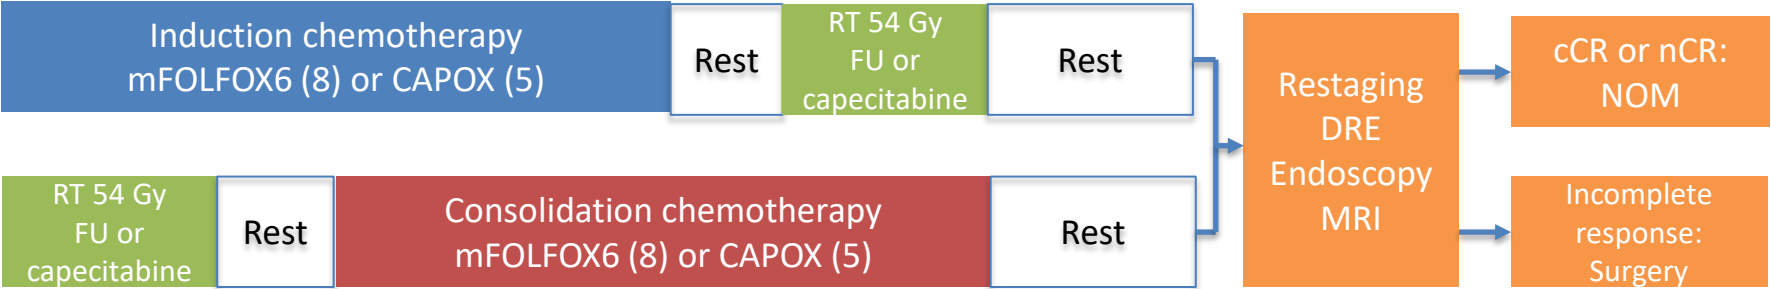 Induction chemotherapy
mFOLFOX6 (8) or CAPOX (5)
Rest
RT 54 Gy
FU or
capecitabine
Rest
RT 54 Gy
FU or
capecitabine
Rest
Consolidation chemotherapy
mFOLFOX6 (8) or CAPOX (5)
Rest
Restaging
DRE
Endoscopy
MRI
cCR or nCR:
NOM
Incomplete
response:
Surgery